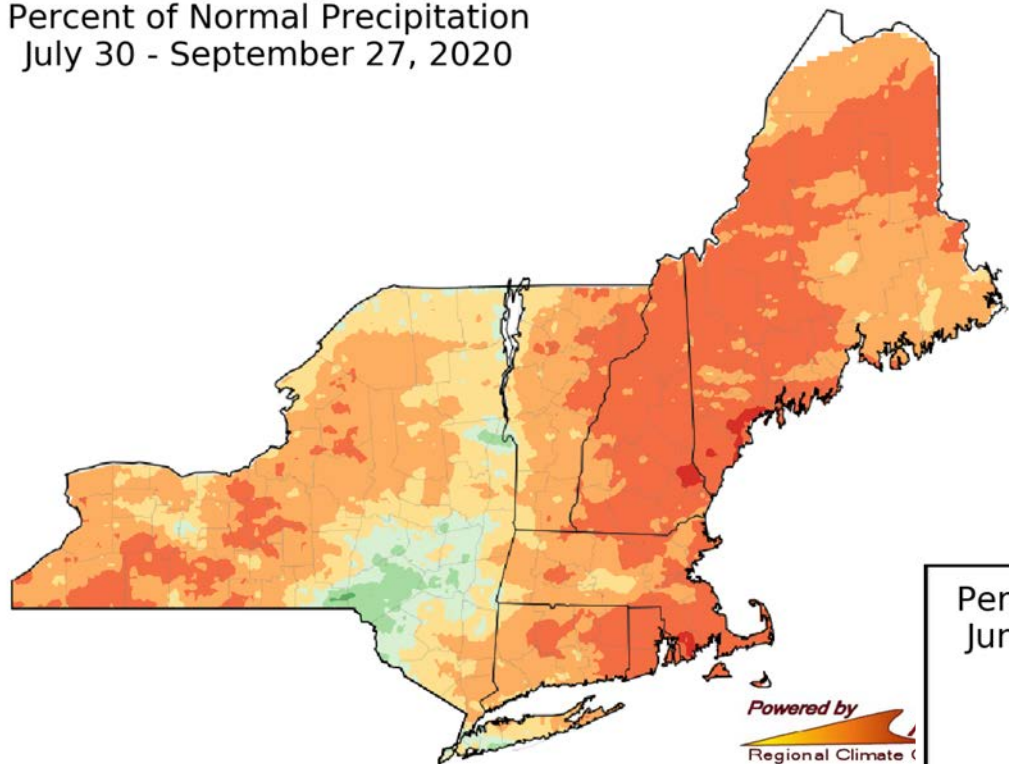 Percent of Normal Precipitation
July 30 - September 27, 2020
Powered by
Regional Climate